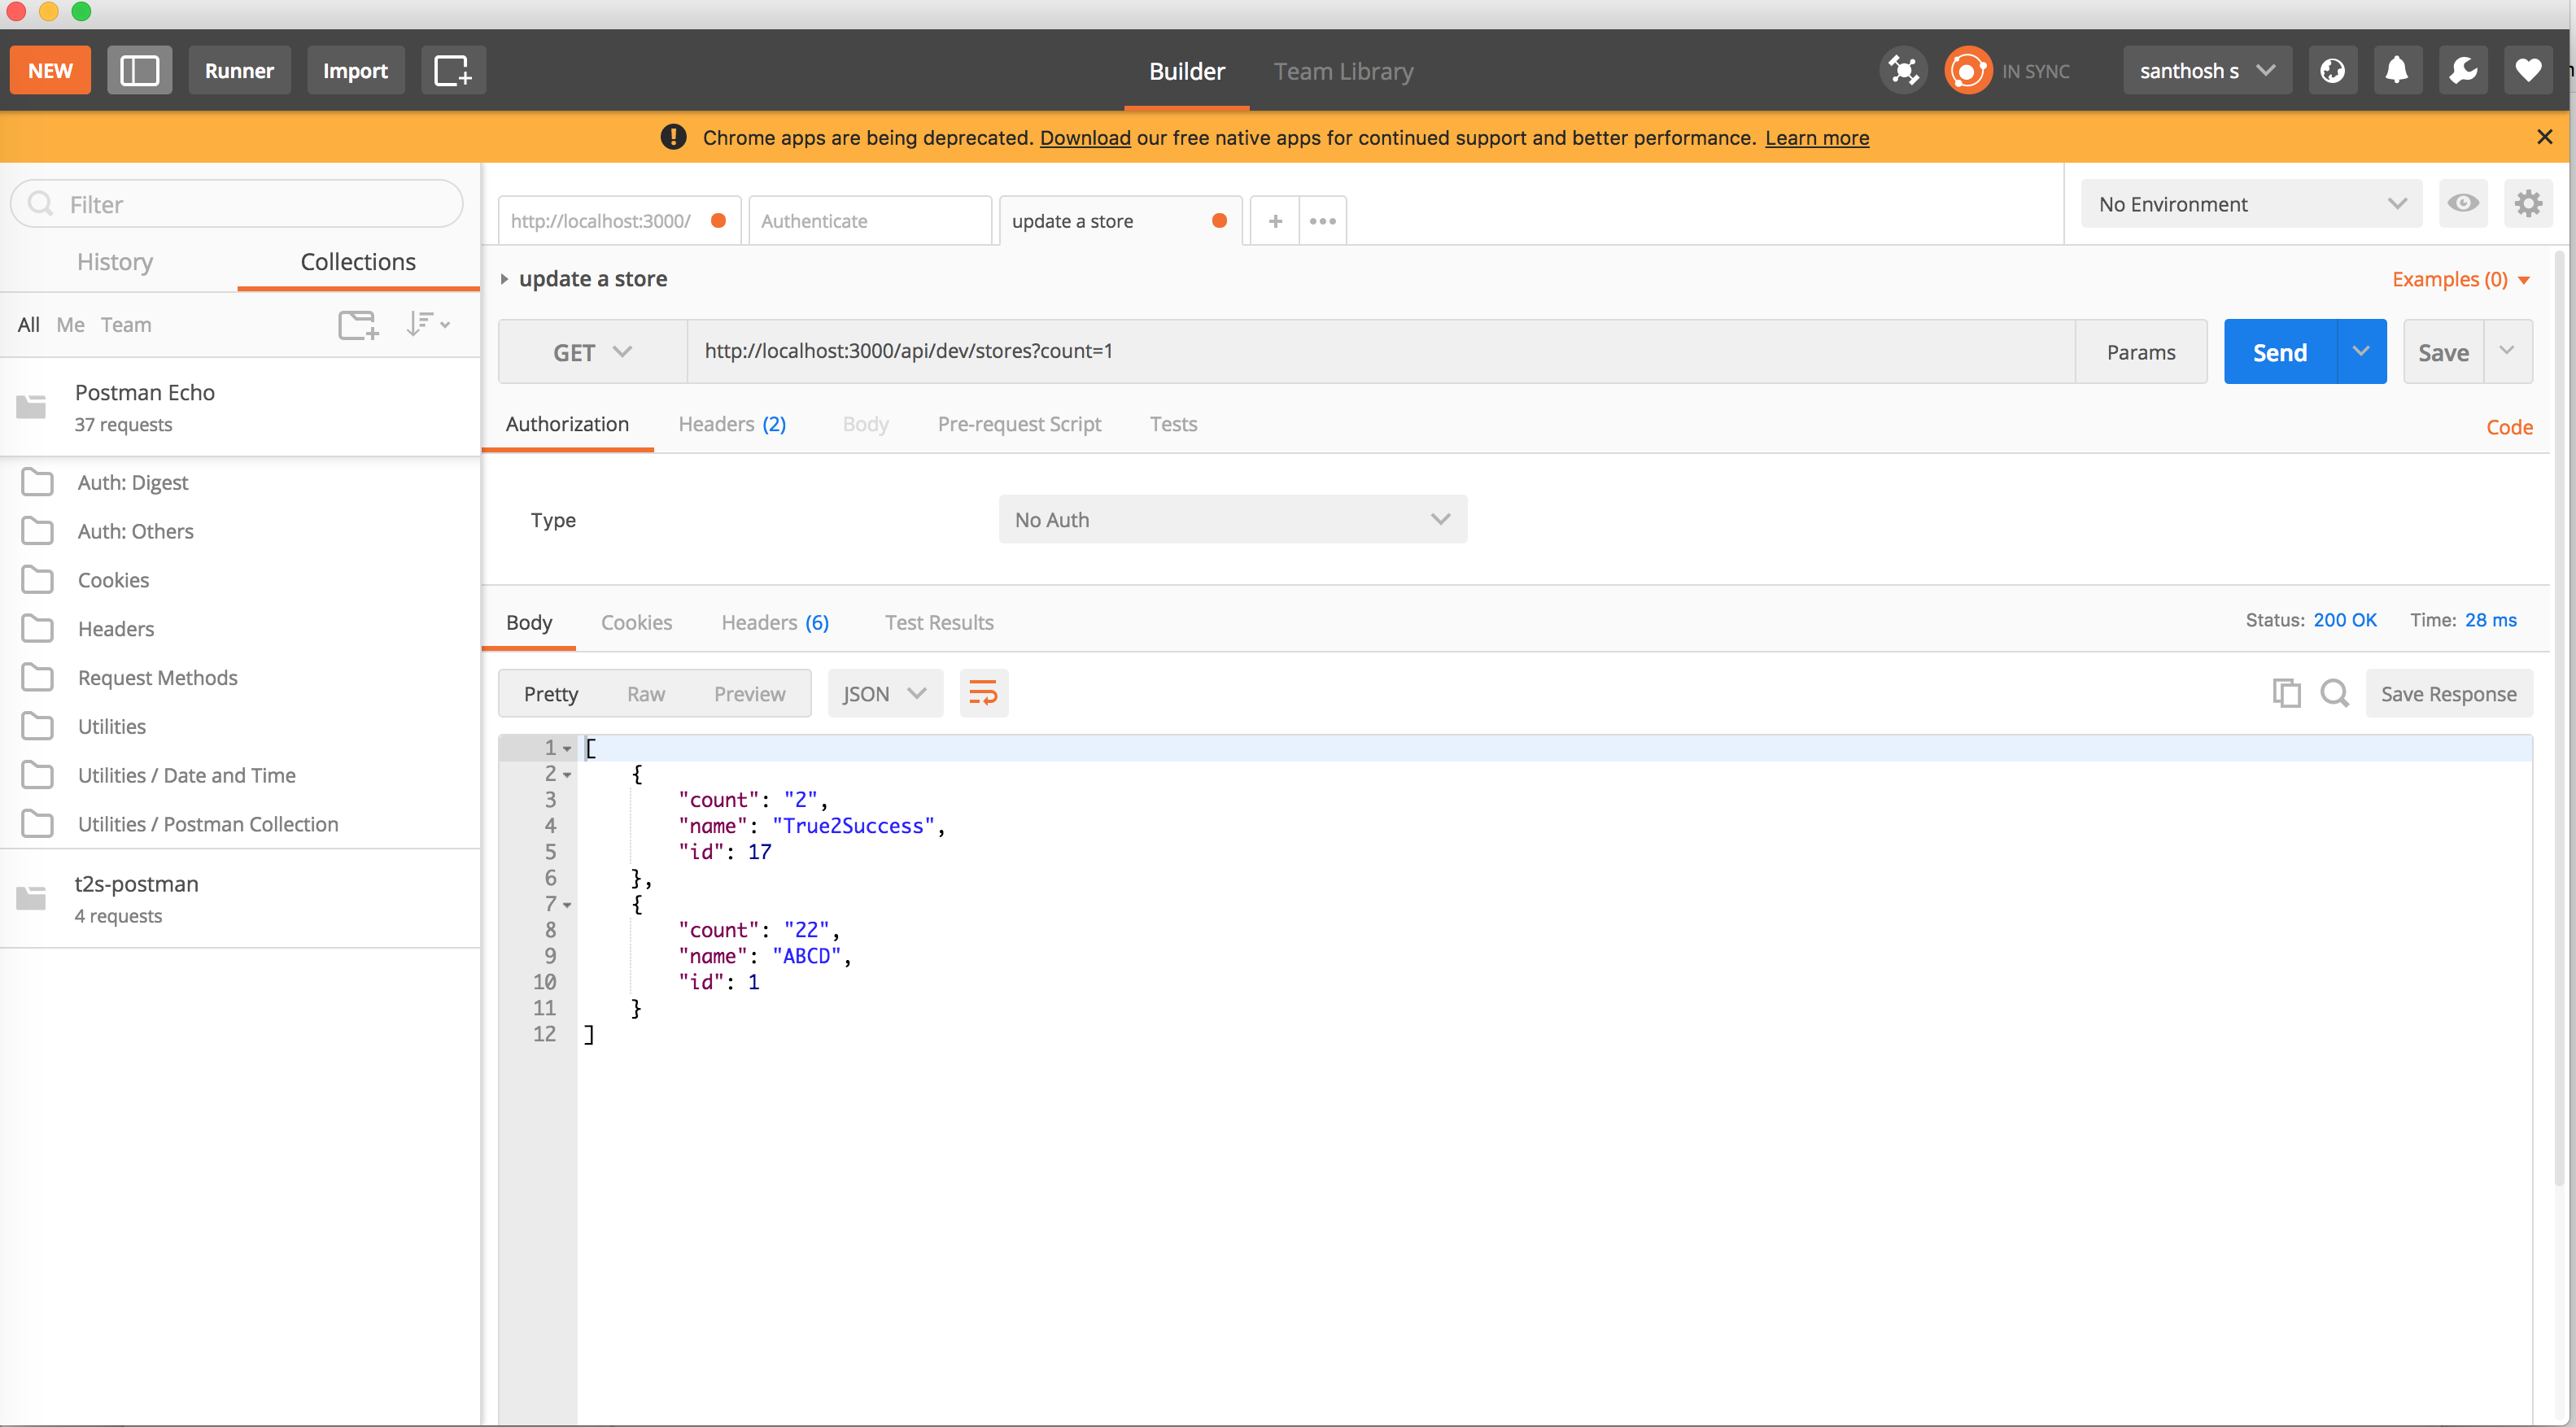 NEW Runner Import Builder Team Library IN SYNC santhosh s
Chrome apps are being deprecated. Download our free native apps for continued support and better performance. Learn more
Filter
History Collections
All Me Team
Postman Echo
37 requests
Auth: Digest
Auth: Others
Cookies
Headers
Request Methods
Utilities
Utilities / Date and Time
Utilities / Postman Collection
t2s-postman
4 requests
http://localhost:3000/ Authenticate update a store + ••• No Environment
update a store Examples (0)
GET http://localhost:3000/api/dev/stores?count=1 Params Send Save
Authorization Headers (2) Body Pre-request Script Tests Code
Type No Auth
Body Cookies Headers (6) Test Results Status: 200 OK Time: 28 ms
Pretty Raw Preview JSON Save Response
1 [
2 {
3 "count": "2",
4 "name": "True2Success",
5 "id": 17
6 },
7 {
8 "count": "22",
9 "name": "ABCD",
10 "id": 1
11 }
12 ]